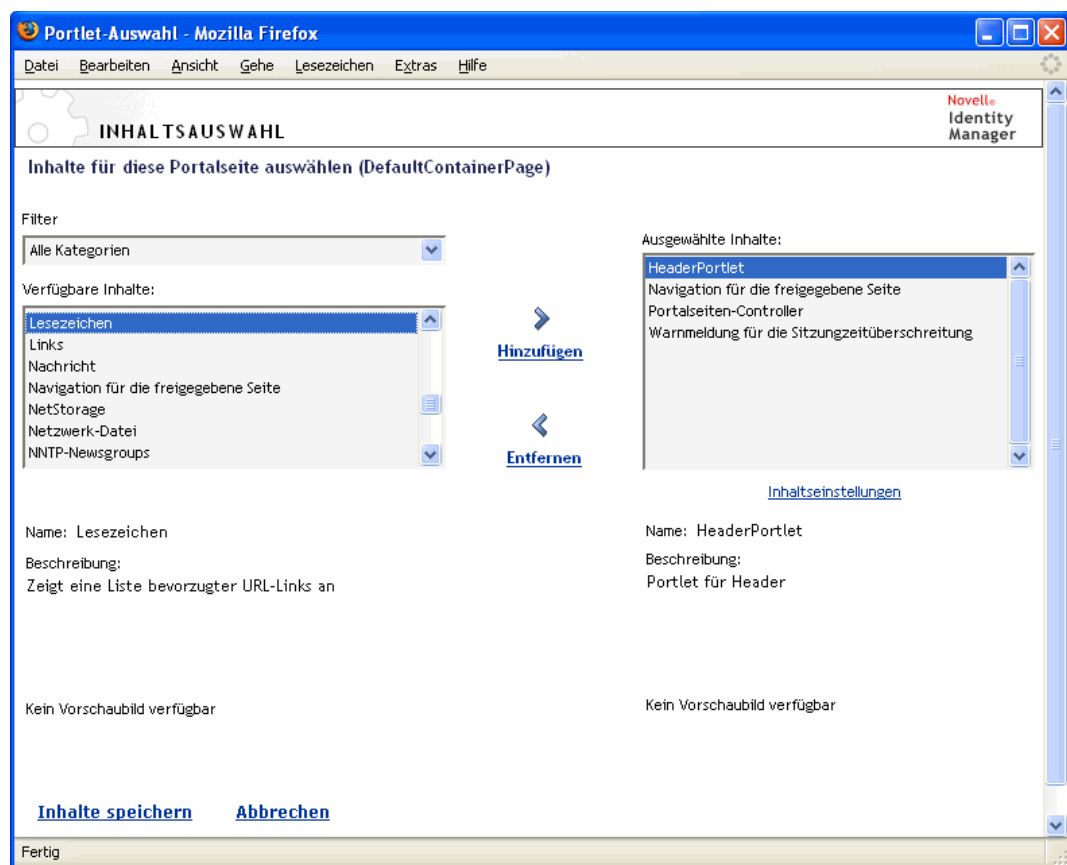 Portlet-Auswahl - Mozilla Firefox
Datei Bearbeiten Ansicht Gehe Lesezeichen Extras Hilfe
Novell®
Identity
Manager
INHALTSAUSWAHL
Inhalte für diese Portalseite auswählen (DefaultContainerPage)
Filter
Alle Kategorien
Verfügbare Inhalte:
Lesezeichen
Links
Nachricht
Navigation für die freigegebene Seite
NetStorage
Netzwerk-Datei
NNTP-Newsgroups
Hinzufügen
Entfernen
Ausgewählte Inhalte:
HeaderPortlet
Navigation für die freigegebene Seite
Portalseiten-Controller
Warnmeldung für die Sitzungzeitüberschreitung
Inhaltseinstellungen
Name: Lesezeichen
Beschreibung:
Zeigt eine Liste bevorzugter URL-Links an
Kein Vorschaubild verfügbar
Name: HeaderPortlet
Beschreibung:
Portlet für Header
Kein Vorschaubild verfügbar
Inhalte speichern Abbrechen
Fertig